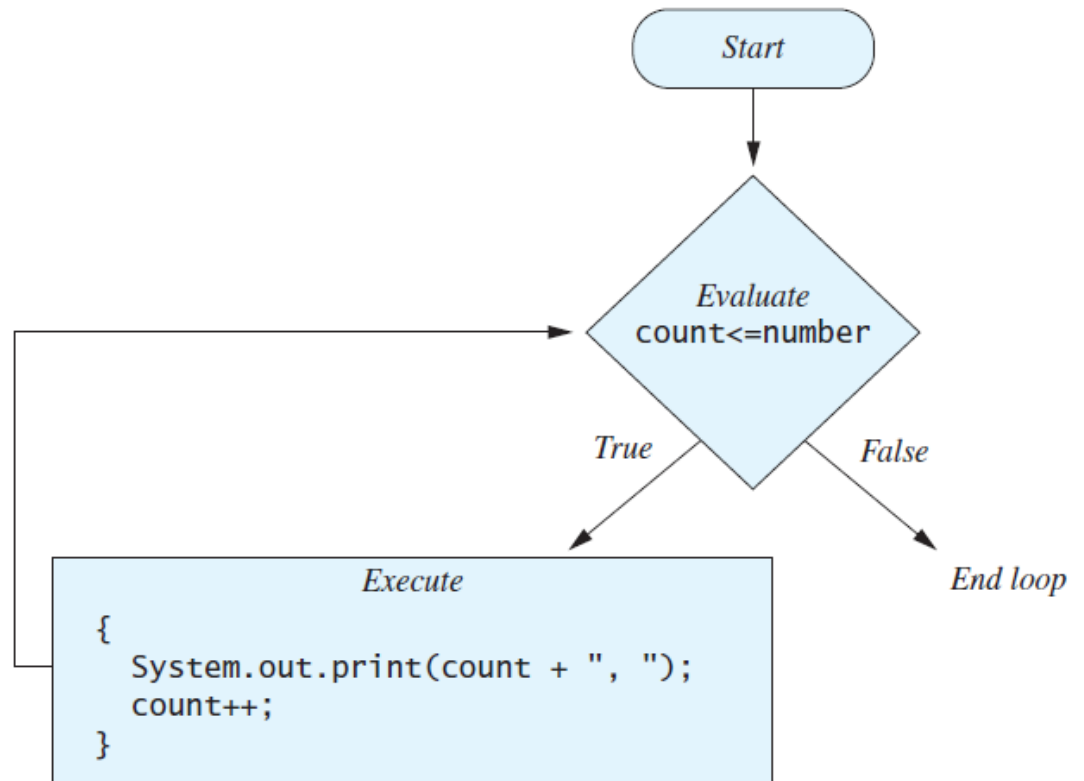 Start
Evaluate
count<=number
True
False
End loop
Execute
{
System.out.print(count + ", ");
count++;
}